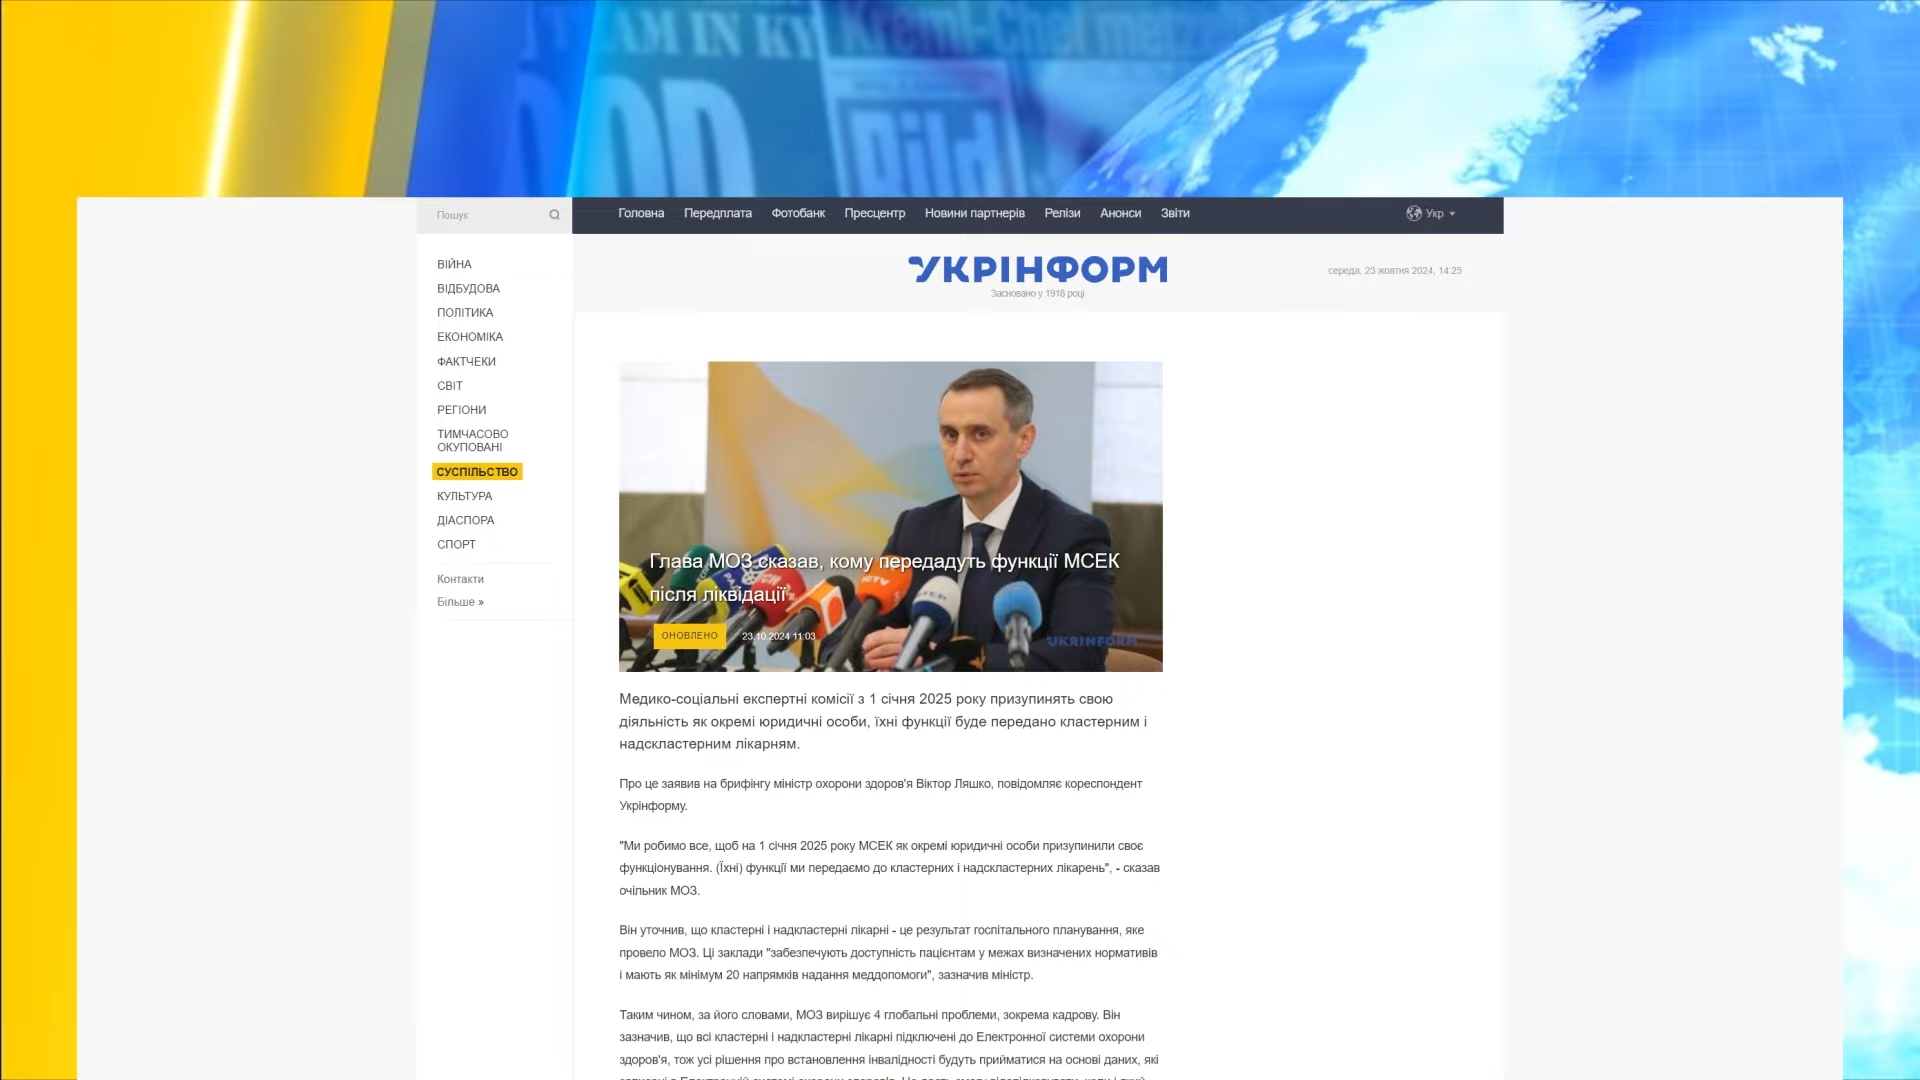 TEAM IN KY
Kreml-Chef
Bild
Пошук
Головна Передплата Фотобанк Пресцентр Новини партнерів Релізи Анонси Звіти
Укр
ВІЙНА
ВІДБУДОВА
ПОЛІТИКА
ЕКОНОМІКА
ФАКТЧЕКИ
СВІТ
РЕГІОНИ
ТИМЧАСОВО
ОКУПОВАНІ
СУСПІЛЬСТВО
КУЛЬТУРА
ДІАСПОРА
СПОРТ
Контакти
Більше »
УКРІНФОРМ
Засновано у 1918 році
середа, 23 жовтня 2024, 14:25
Глава МОЗ сказав, кому передадуть функції МСЕК
після ліквідації
ОНОВЛЕНО 23.10.2024 11:03
UKRINFORM
Медико-соціальні експертні комісії з 1 січня 2025 року призупинять свою
діяльність як окремі юридичні особи, їхні функції буде передано кластерним і
надскластерним лікарням.
Про це заявив на брифінгу міністр охорони здоров'я Віктор Ляшко, повідомляє кореспондент
Укрінформу.
"Ми робимо все, щоб на 1 січня 2025 року МСЕК як окремі юридичні особи призупинили своє
функціонування. (Їхні) функції ми передаємо до кластерних і надскластерних лікарень", - сказав
очільник МОЗ.
Він уточнив, що кластерні і надкластерні лікарні - це результат госпітального планування, яке
провело МОЗ. Ці заклади "забезпечують доступність пацієнтам у межах визначених нормативів
і мають як мінімум 20 напрямків надання меддопомоги", зазначив міністр.
Таким чином, за його словами, МОЗ вирішує 4 глобальні проблеми, зокрема кадрову. Він
зазначив, що всі кластерні і надкластерні лікарні підключені до Електронної системи охорони
здоров'я, тож усі рішення про встановлення інвалідності будуть прийматися на основі даних, які